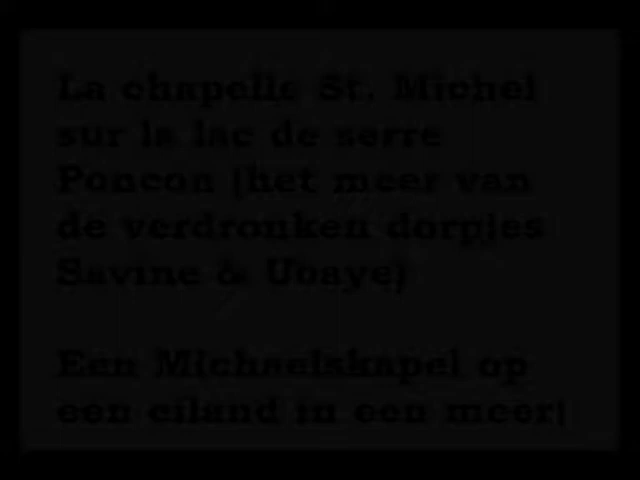 La chapelle St. Michel
sur la lac de serre
Poncon (het meer van
de verdronken dorpjes
Savine & Ubaye)
Een Michaelskapel op
een eiland in een meer!